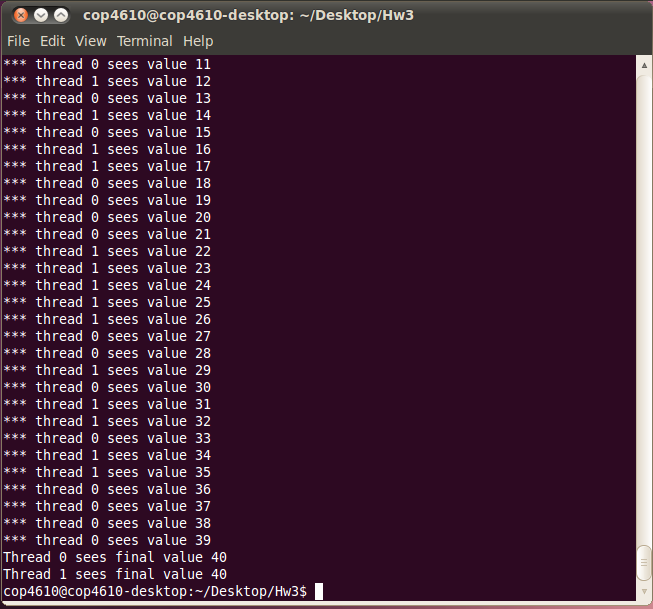 cop4610@cop4610-desktop: ~/Desktop/Hw3
File Edit View Terminal Help
*** thread 0 sees value 11
*** thread 1 sees value 12
*** thread 0 sees value 13
*** thread 1 sees value 14
*** thread 0 sees value 15
*** thread 1 sees value 16
*** thread 1 sees value 17
*** thread 0 sees value 18
*** thread 0 sees value 19
*** thread 0 sees value 20
*** thread 0 sees value 21
*** thread 1 sees value 22
*** thread 1 sees value 23
*** thread 1 sees value 24
*** thread 1 sees value 25
*** thread 1 sees value 26
*** thread 0 sees value 27
*** thread 0 sees value 28
*** thread 1 sees value 29
*** thread 0 sees value 30
*** thread 1 sees value 31
*** thread 1 sees value 32
*** thread 0 sees value 33
*** thread 1 sees value 34
*** thread 1 sees value 35
*** thread 0 sees value 36
*** thread 0 sees value 37
*** thread 0 sees value 38
*** thread 0 sees value 39
Thread 0 sees final value 40
Thread 1 sees final value 40
cop4610@cop4610-desktop:~/Desktop/Hw3$